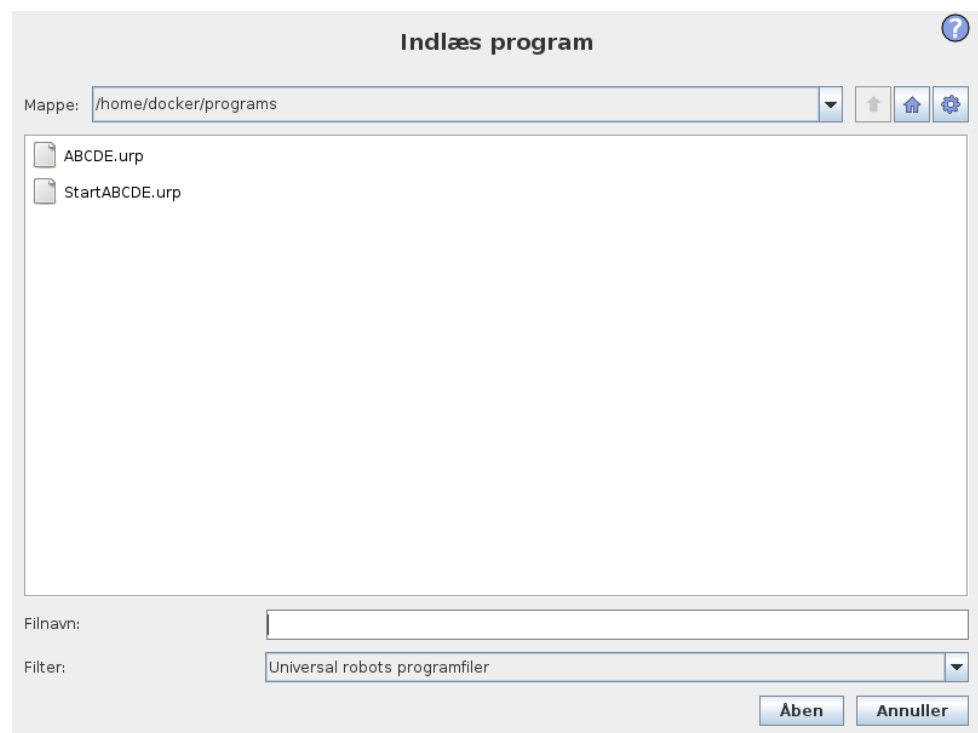 Indlæs program
?
Mappe: /home/docker/programs
ABCDE.urp
StartABCDE.urp
Filnavn:
Filter: Universal robots programfiler
Åben Annuller